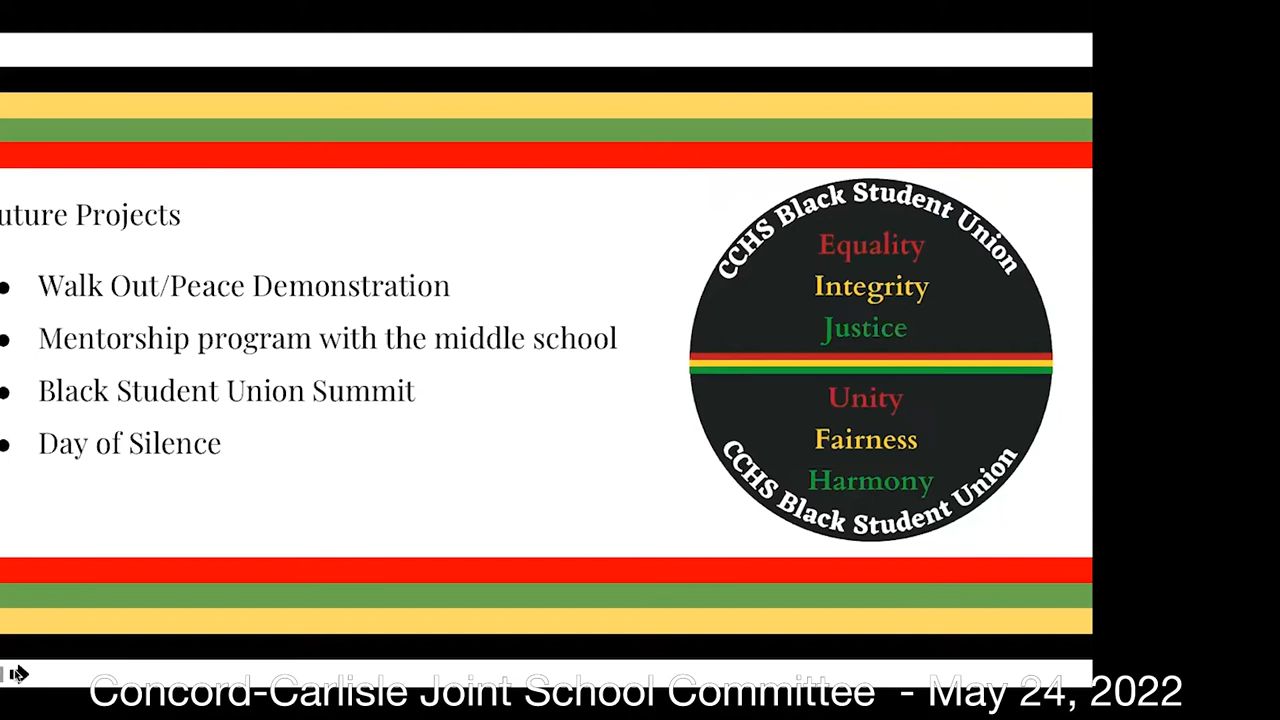 uture Projects
● Walk Out/Peace Demonstration
● Mentorship program with the middle school
● Black Student Union Summit
● Day of Silence
CCHS Black Student Union
Equality
Integrity
Justice
Unity
Fairness
Harmony
CCHS Black Student Union
Concord-Carlisle Joint School Committee - May 24, 2022